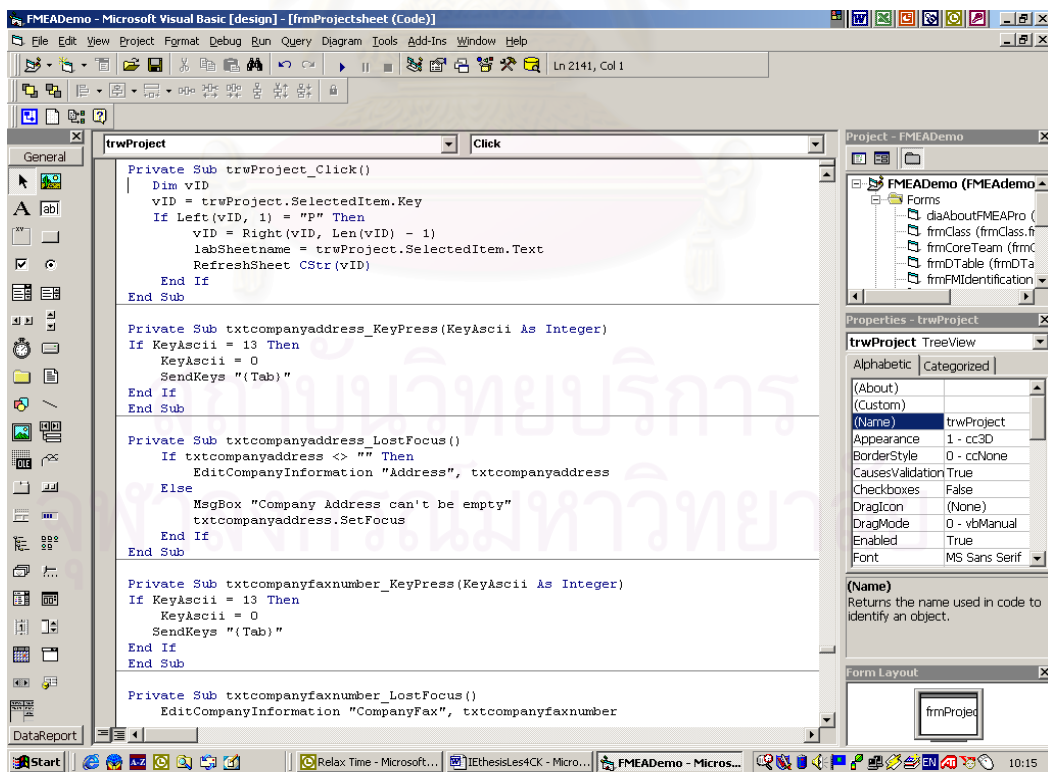 FMEADemo - Microsoft Visual Basic [design] - [frmProjectsheet (Code)]
File Edit View Project Format Debug Run Query Diagram Tools Add-Ins Window Help
Ln 2141, Col 1
General
trwProject
Click
Private Sub trwProject_Click()
Dim vID
vID = trwProject.SelectedItem.Key
If Left(vID, 1) = "P" Then
vID = Right(vID, Len(vID) - 1)
labSheetname = trwProject.SelectedItem.Text
RefreshSheet CStr(vID)
End If
End Sub
Private Sub txtcompanyaddress_KeyPress(KeyAscii As Integer)
If KeyAscii = 13 Then
KeyAscii = 0
SendKeys "{Tab}"
End If
End Sub
Private Sub txtcompanyaddress_LostFocus()
If txtcompanyaddress <> "" Then
EditCompanyInformation "Address", txtcompanyaddress
Else
MsgBox "Company Address can't be empty"
txtcompanyaddress.SetFocus
End If
End Sub
Private Sub txtcompanyfaxnumber_KeyPress(KeyAscii As Integer)
If KeyAscii = 13 Then
KeyAscii = 0
SendKeys "{Tab}"
End If
End Sub
Private Sub txtcompanyfaxnumber_LostFocus()
EditCompanyInformation "CompanyFax", txtcompanyfaxnumber
DataReport
Project - FMEADemo
FMEADemo (FMEAdemo
Forms
diaAboutFMEAPro (
frmClass (frmClass.fr
frmCoreTeam (frmC
frmDTable (frmDTa
frmFMIdentification
Properties - trwProject
trwProject TreeView
Alphabetic Categorized
(About)
(Custom)
(Name) trwProject
Appearance 1 - cc3D
BorderStyle 0 - ccNone
CausesValidation True
Checkboxes False
DragIcon (None)
DragMode 0 - vbManual
Enabled True
Font MS Sans Serif
(Name)
Returns the name used in code to
identify an object.
Form Layout
frmProjec
สถาบันวิทยบริการ
จุฬาลงกรณ์มหาวิทยาลัย
Start
Relax Time - Microsoft...
IEthesisLes4CK - Micro...
FMEADemo - Micros...
EN
10:15